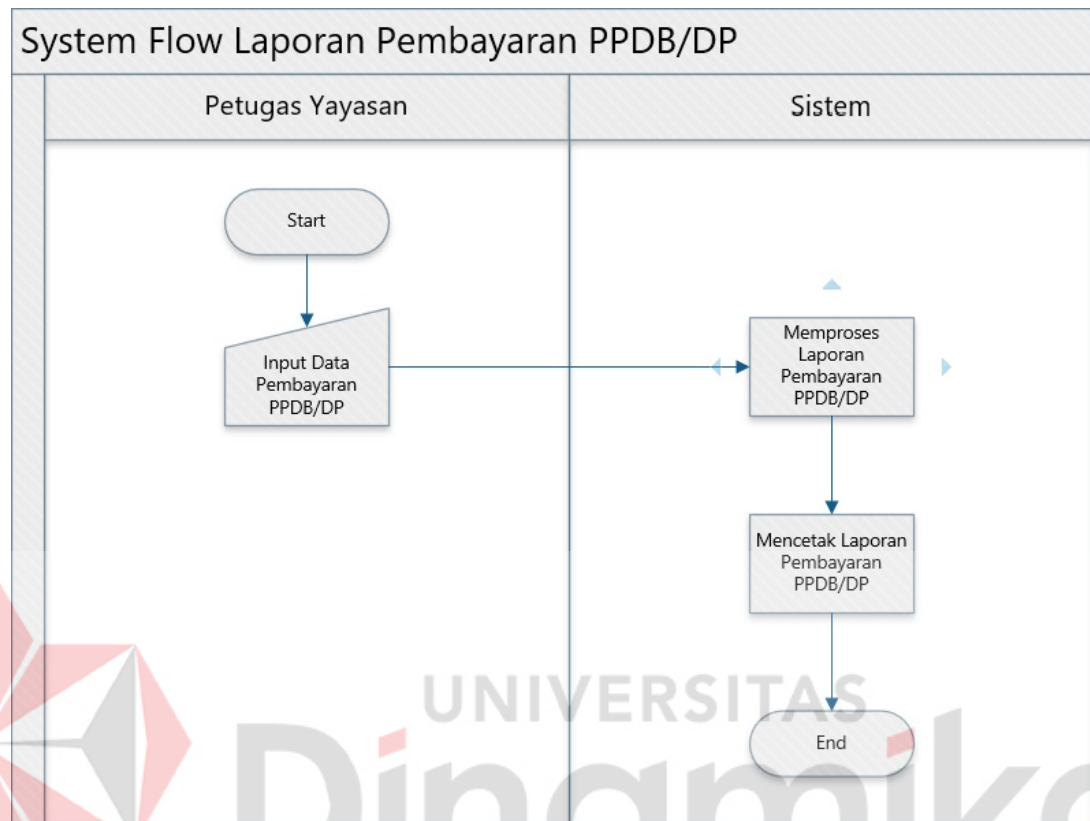 System Flow Laporan Pembayaran PPDB/DP
Petugas Yayasan
Sistem
Start
Input Data
Pembayaran
PPDB/DP
Memproses
Laporan
Pembayaran
PPDB/DP
Mencetak Laporan
Pembayaran
PPDB/DP
End
UNIVERSITAS
Dinamika